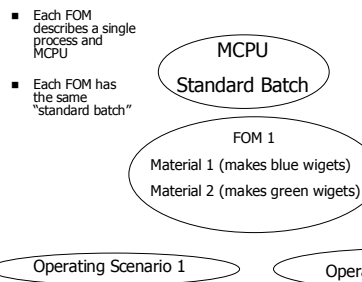 ■ Each FOM
describes a single
process and
MCPU
■ Each FOM has
the same
“standard batch”
MCPU
Standard Batch
FOM 1
Material 1 (makes blue wigets)
Material 2 (makes green wigets)
Operating Scenario 1